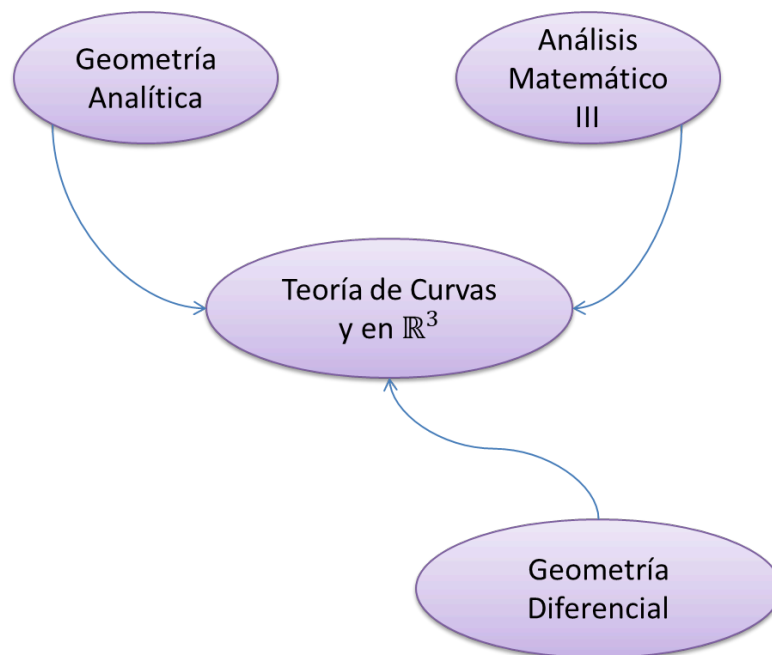 Geometría
Analítica
Análisis
Matemático
III
Teoría de Curvas
y en ℝ³
Geometría
Diferencial